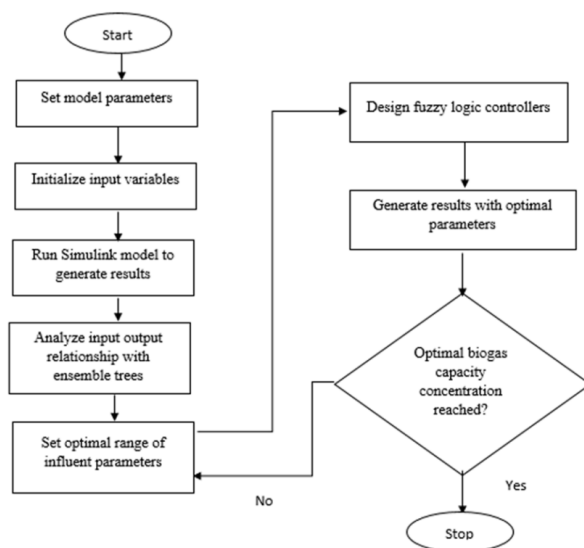 Start
Set model parameters
Initialize input variables
Run Simulink model to
generate results
Analyze input output
relationship with
ensemble trees
Set optimal range of
influent parameters
Design fuzzy logic controllers
Generate results with optimal
parameters
Optimal biogas
capacity
concentration
reached?
No
Yes
Stop